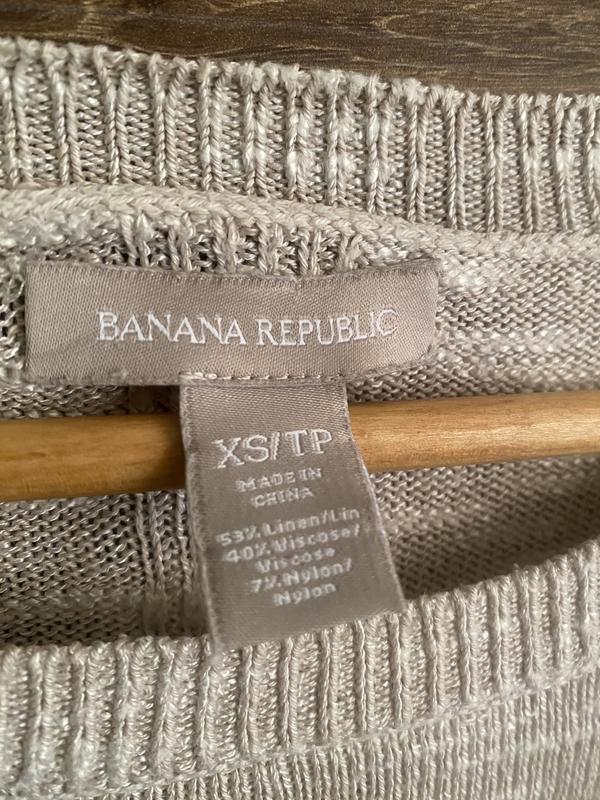 BANANA REPUBLIC
XS/TP
MADE IN
CHINA
53% Linen/Lin
40% Viscose/
Viscose
7% Nylon/
Nylon